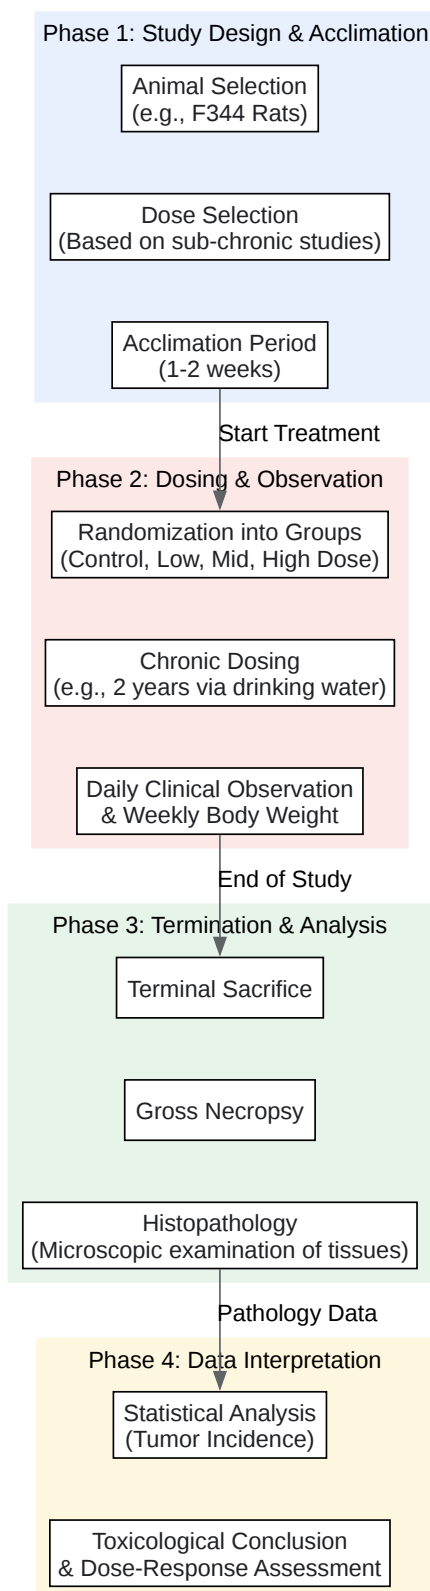 Phase 1: Study Design & Acclimation
Animal Selection
(e.g., F344 Rats)
Dose Selection
(Based on sub-chronic studies)
Acclimation Period
(1-2 weeks)
Start Treatment
Phase 2: Dosing & Observation
Randomization into Groups
(Control, Low, Mid, High Dose)
Chronic Dosing
(e.g., 2 years via drinking water)
Daily Clinical Observation
& Weekly Body Weight
End of Study
Phase 3: Termination & Analysis
Terminal Sacrifice
Gross Necropsy
Histopathology
(Microscopic examination of tissues)
Pathology Data
Phase 4: Data Interpretation
Statistical Analysis
(Tumor Incidence)
Toxicological Conclusion
& Dose-Response Assessment